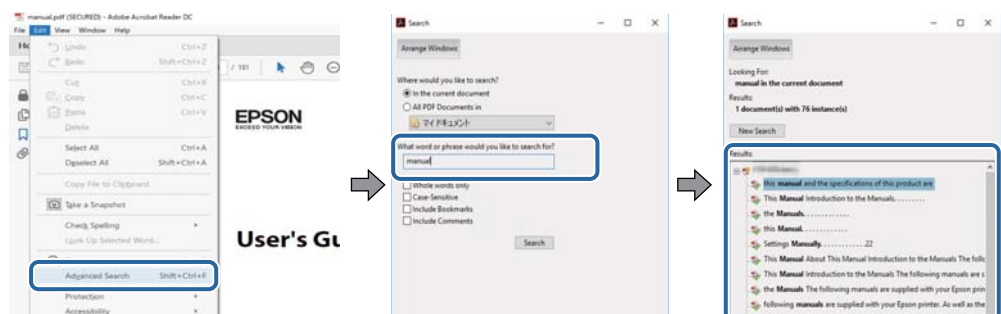 manual.pdf (SECURED) - Adobe Acrobat Reader DC
File Edit View Window Help
Undo Ctrl+Z
Redo Shift+Ctrl+Z
Cut Ctrl+X
Copy Ctrl+C
Paste Ctrl+V
Delete
Select All Ctrl+A
Deselect All Shift+Ctrl+A
Copy File to Clipboard
Take a Snapshot
Check Spelling
Look Up Selected Word...
Advanced Search Shift+Ctrl+F
Protection
Accessibility
/ 181
EPSON
EXCEED YOUR VISION
User's Gu
Search
Arrange Windows
Where would you like to search?
In the current document
All PDF Documents in
マイ ドキュメント
What word or phrase would you like to search for?
manual
Whole words only
Case-Sensitive
Include Bookmarks
Include Comments
Search
Search
Arrange Windows
Looking For:
manual in the current document
Results:
1 document(s) with 76 instance(s)
New Search
Results:
this manual and the specifications of this product are
This Manual Introduction to the Manuals. . . . . . . . .
the Manuals. . . . . . . . . . . .
this Manual. . . . . . . . . . . .
Settings Manually. . . . . . . . . . . . 22
This Manual About This Manual Introduction to the Manuals The follo
This Manual Introduction to the Manuals The following manuals are s
the Manuals The following manuals are supplied with your Epson prin
following manuals are supplied with your Epson printer. As well as the